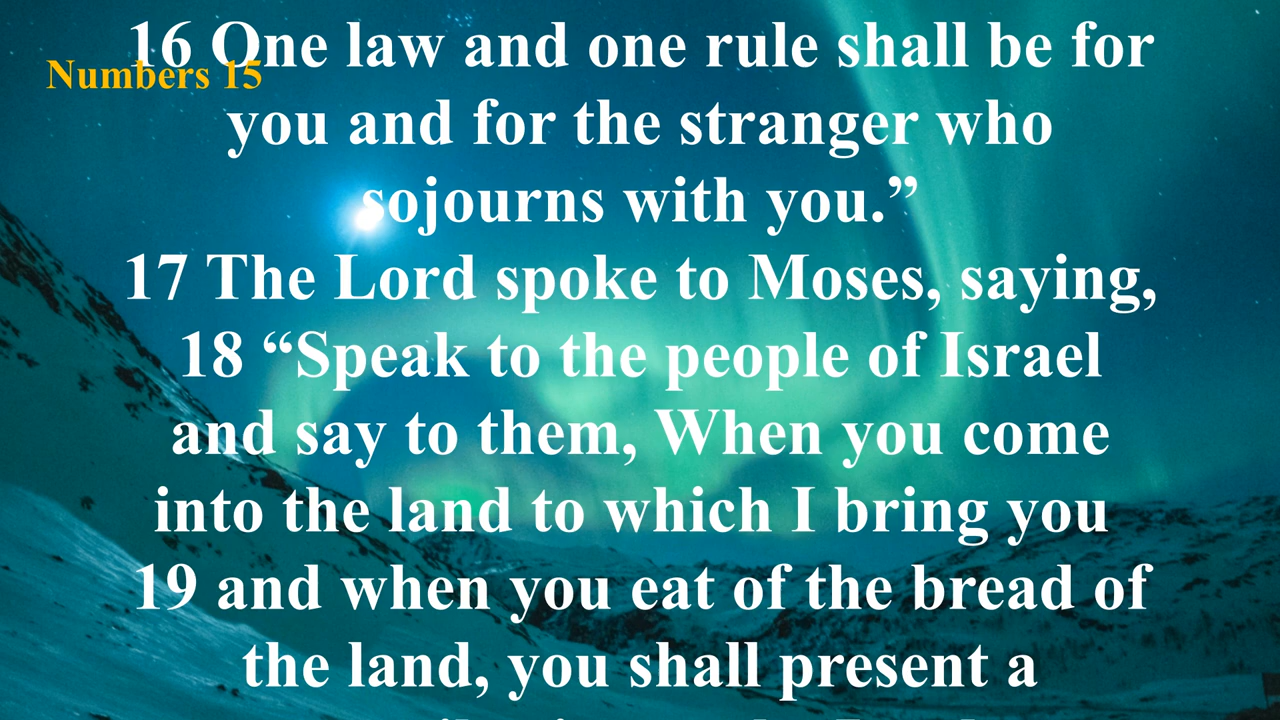 16 One law and one rule shall be for
Numbers 15
you and for the stranger who
sojourns with you.”
17 The Lord spoke to Moses, saying,
18 “Speak to the people of Israel
and say to them, When you come
into the land to which I bring you
19 and when you eat of the bread of
the land, you shall present a